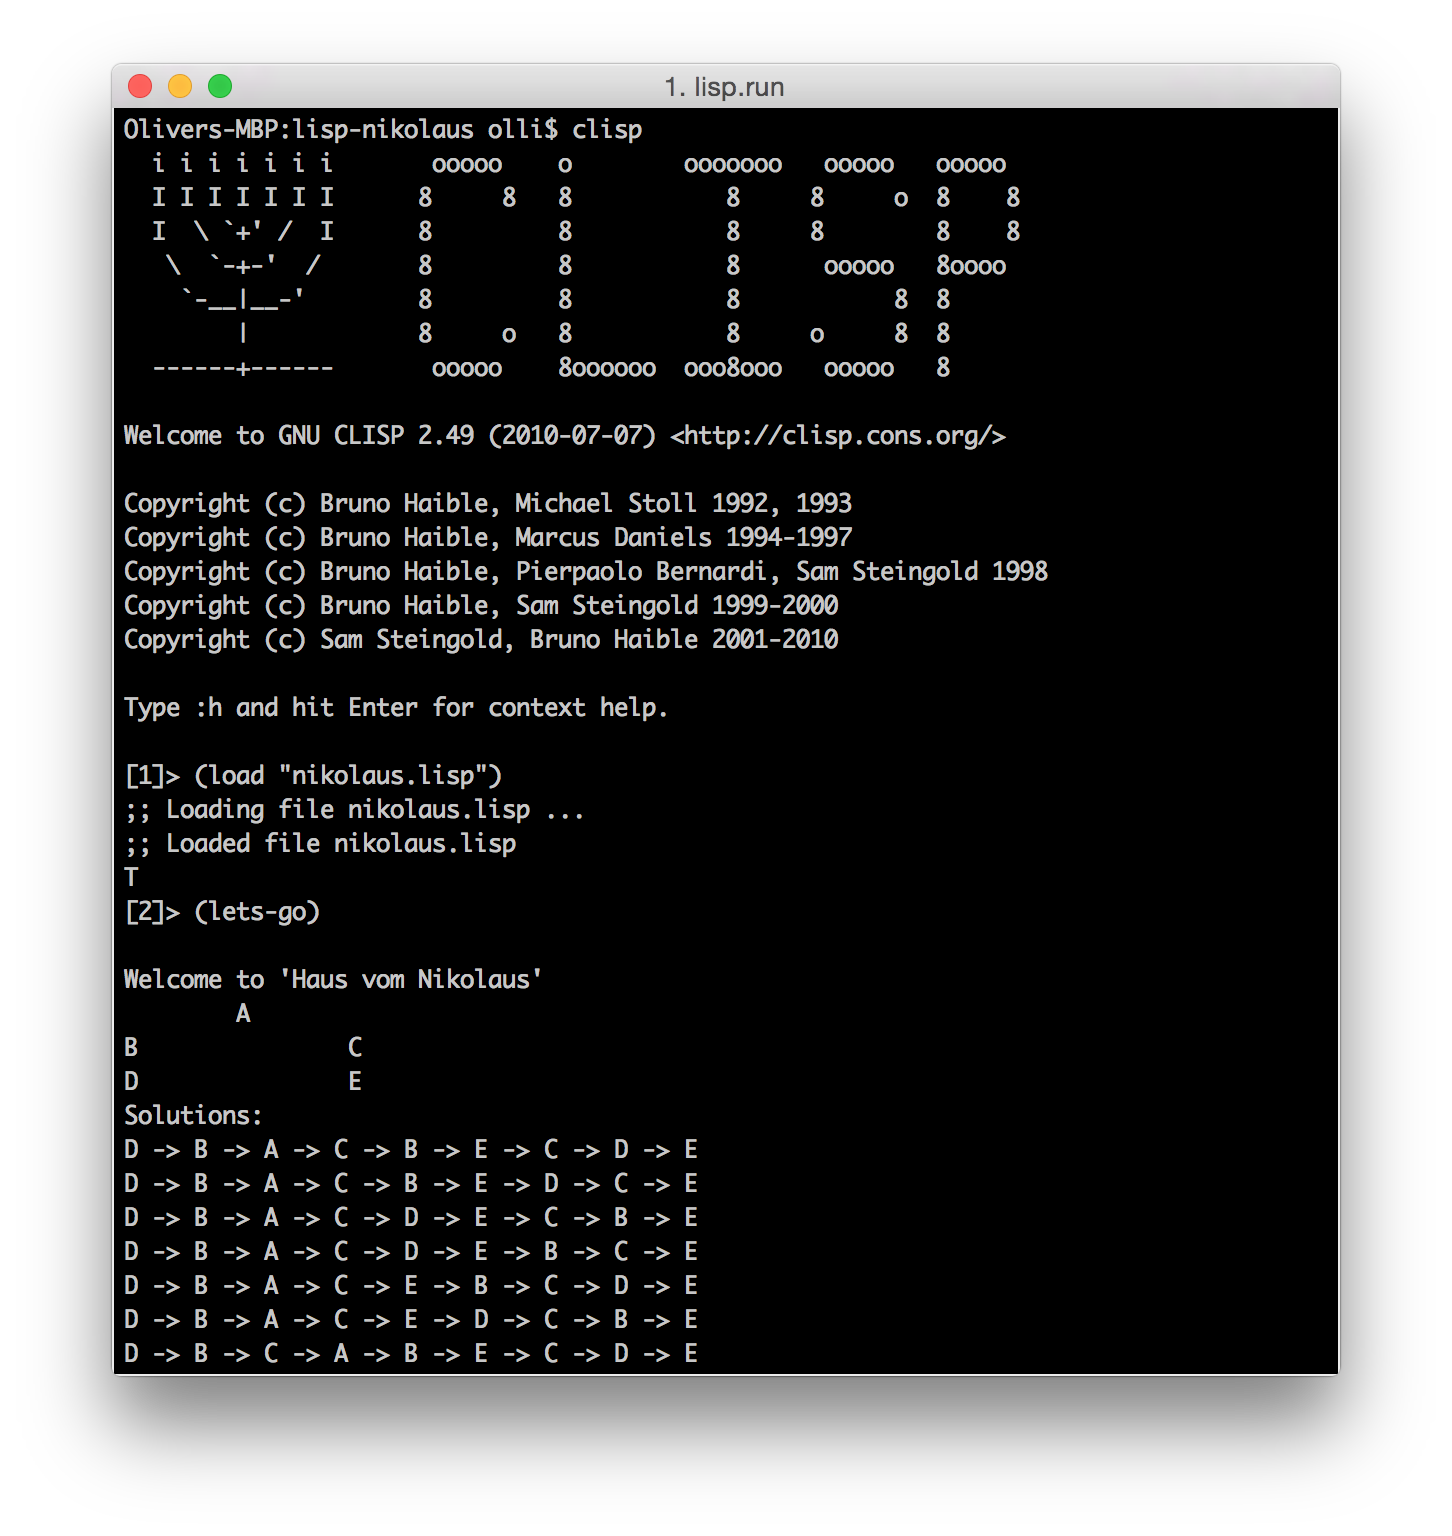 1. lisp.run
Olivers-MBP:lisp-nikolaus olli$ clisp
  i i i i i i i       ooooo    o        ooooooo   ooooo   ooooo
  I I I I I I I      8     8   8           8     8     o  8    8
  I  \ `+' /  I      8         8           8     8        8    8
   \  `-+-'  /       8         8           8      ooooo   8oooo
    `-__|__-'        8         8           8           8  8
        |            8     o   8           8     o     8  8
  ------+------       ooooo    8oooooo  ooo8ooo   ooooo   8
Welcome to GNU CLISP 2.49 (2010-07-07) <http://clisp.cons.org/>
Copyright (c) Bruno Haible, Michael Stoll 1992, 1993
Copyright (c) Bruno Haible, Marcus Daniels 1994-1997
Copyright (c) Bruno Haible, Pierpaolo Bernardi, Sam Steingold 1998
Copyright (c) Bruno Haible, Sam Steingold 1999-2000
Copyright (c) Sam Steingold, Bruno Haible 2001-2010
Type :h and hit Enter for context help.
[1]> (load "nikolaus.lisp")
;; Loading file nikolaus.lisp ...
;; Loaded file nikolaus.lisp
T
[2]> (lets-go)
Welcome to 'Haus vom Nikolaus'
        A
B               C
D               E
Solutions:
D -> B -> A -> C -> B -> E -> C -> D -> E
D -> B -> A -> C -> B -> E -> D -> C -> E
D -> B -> A -> C -> D -> E -> C -> B -> E
D -> B -> A -> C -> D -> E -> B -> C -> E
D -> B -> A -> C -> E -> B -> C -> D -> E
D -> B -> A -> C -> E -> D -> C -> B -> E
D -> B -> C -> A -> B -> E -> C -> D -> E